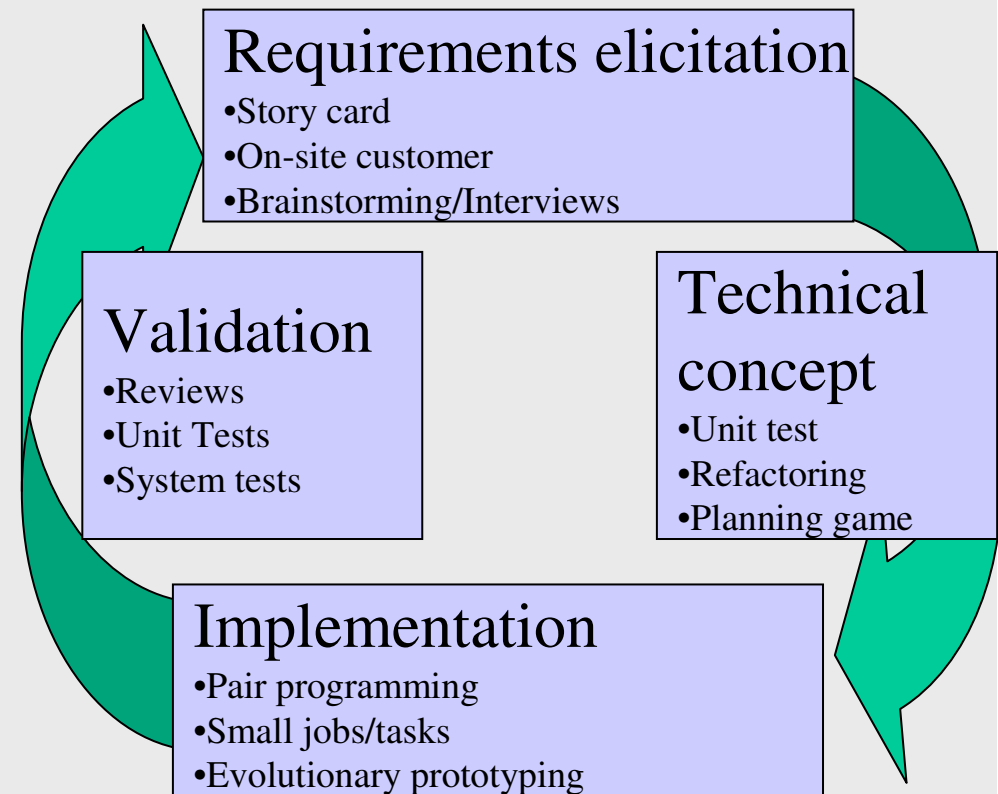 Requirements elicitation
•Story card
•On-site customer
•Brainstorming/Interviews
Technical
concept
•Unit test
•Refactoring
•Planning game
Implementation
•Pair programming
•Small jobs/tasks
•Evolutionary prototyping
Validation
•Reviews
•Unit Tests
•System tests